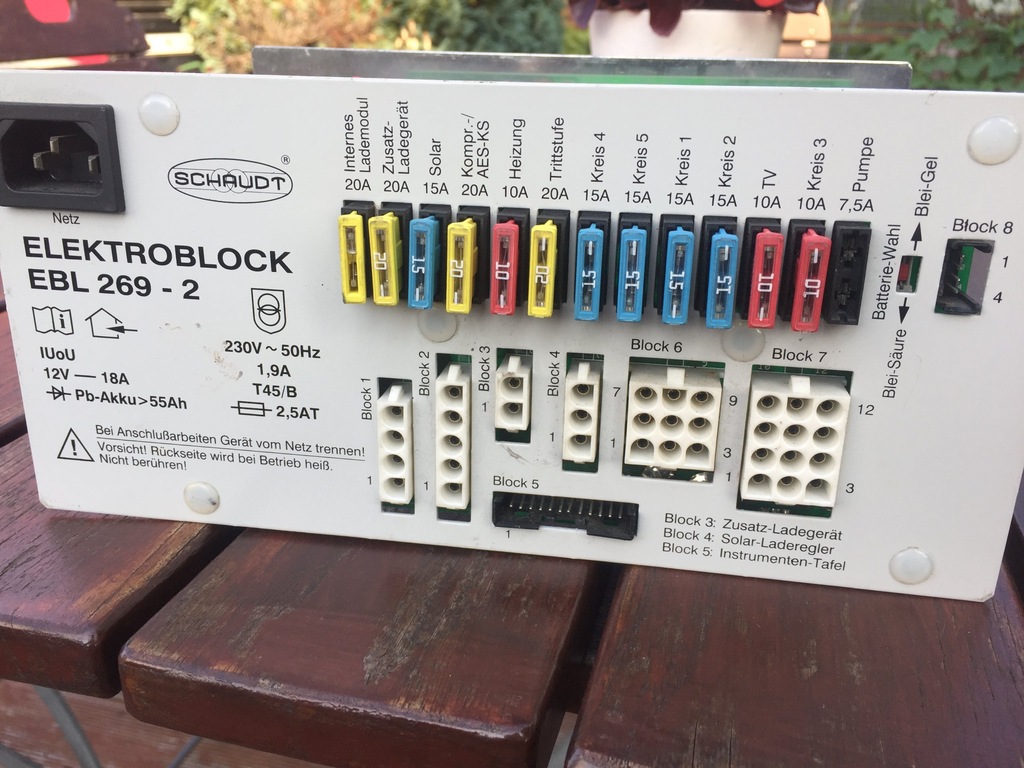 Netz
SCHAUDT ®
ELEKTROBLOCK
EBL 269 - 2
IUoU
12V — 18A
Pb-Akku>55Ah
230V ~ 50Hz
1,9A
T45/B
2,5AT
Bei Anschlußarbeiten Gerät vom Netz trennen!
Vorsicht! Rückseite wird bei Betrieb heiß.
Nicht berühren!
Internes
Lademodul
20A
Zusatz-
Ladegerät
20A
Solar
15A
Kompr.-/
AES-KS
20A
Heizung
10A
Trittstufe
20A
Kreis 4
15A
Kreis 5
15A
Kreis 1
15A
Kreis 2
15A
TV
10A
Kreis 3
10A
Pumpe
7,5A
20
15
20
10
20
15
15
15
15
10
10
Batterie-Wahl
Blei-Gel
Blei-Säure
Block 8
1
4
Block 1
1
Block 2
1
Block 3
1
Block 4
1
Block 6
7
9
1
3
Block 7
10
12
12
1
3
Block 5
1
Block 3: Zusatz-Ladegerät
Block 4: Solar-Laderegler
Block 5: Instrumenten-Tafel